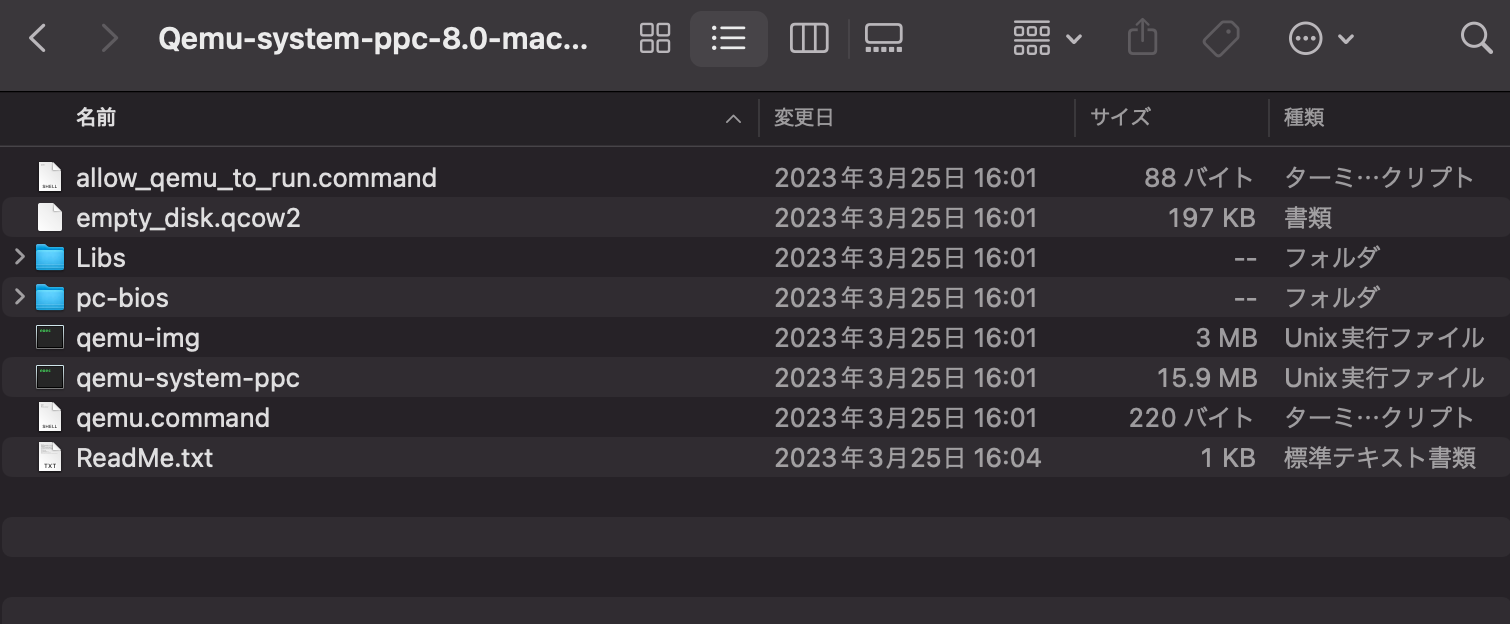 Qemu-system-ppc-8.0-mac...
名前 変更日 サイズ 種類
allow_qemu_to_run.command 2023年3月25日 16:01 88 バイト ターミ…クリプト
empty_disk.qcow2 2023年3月25日 16:01 197 KB 書類
Libs 2023年3月25日 16:01 -- フォルダ
pc-bios 2023年3月25日 16:01 -- フォルダ
qemu-img 2023年3月25日 16:01 3 MB Unix実行ファイル
qemu-system-ppc 2023年3月25日 16:01 15.9 MB Unix実行ファイル
qemu.command 2023年3月25日 16:01 220 バイト ターミ…クリプト
ReadMe.txt 2023年3月25日 16:04 1 KB 標準テキスト書類